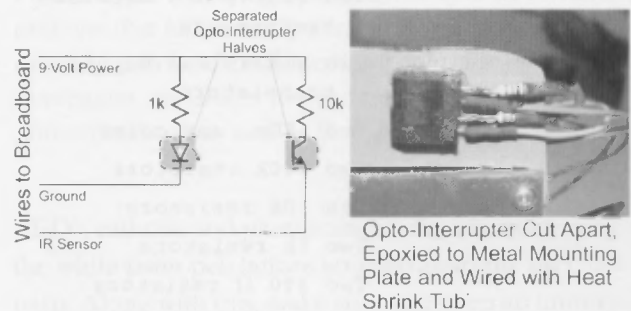 Separated
Opto-Interrupter
Halves
9-Volt Power
1k
10k
Wires to Breadboard
Ground
IR Sensor
Opto-Interrupter Cut Apart,
Epoxied to Metal Mounting
Plate and Wired with Heat
Shrink Tub